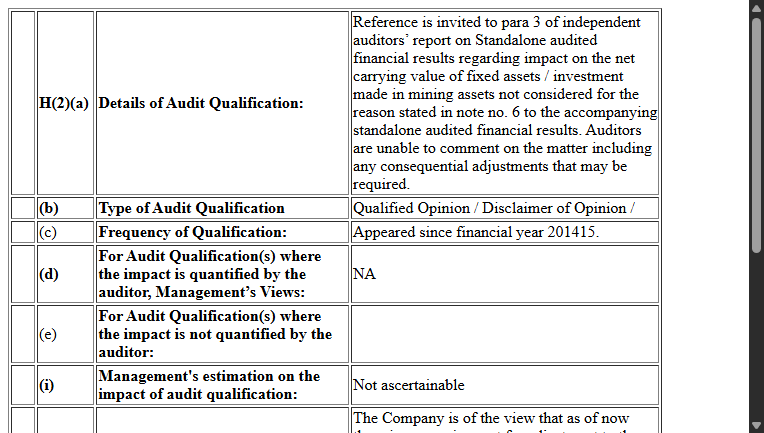 Reference is invited to para 3 of independent
auditors’ report on Standalone audited
financial results regarding impact on the net
carrying value of fixed assets / investment
H(2)(a) Details of Audit Qualification: made in mining assets not considered for the
reason stated in note no. 6 to the accompanying
standalone audited financial results. Auditors
are unable to comment on the matter including
any consequential adjustments that may be
required.
(b) Type of Audit Qualification Qualified Opinion / Disclaimer of Opinion /
(c) Frequency of Qualification: Appeared since financial year 201415.
For Audit Qualification(s) where
(d) the impact is quantified by the NA
auditor, Management’s Views:
For Audit Qualification(s) where
(e) the impact is not quantified by the
auditor:
(i) Management's estimation on the
impact of audit qualification: Not ascertainable
The Company is of the view that as of now